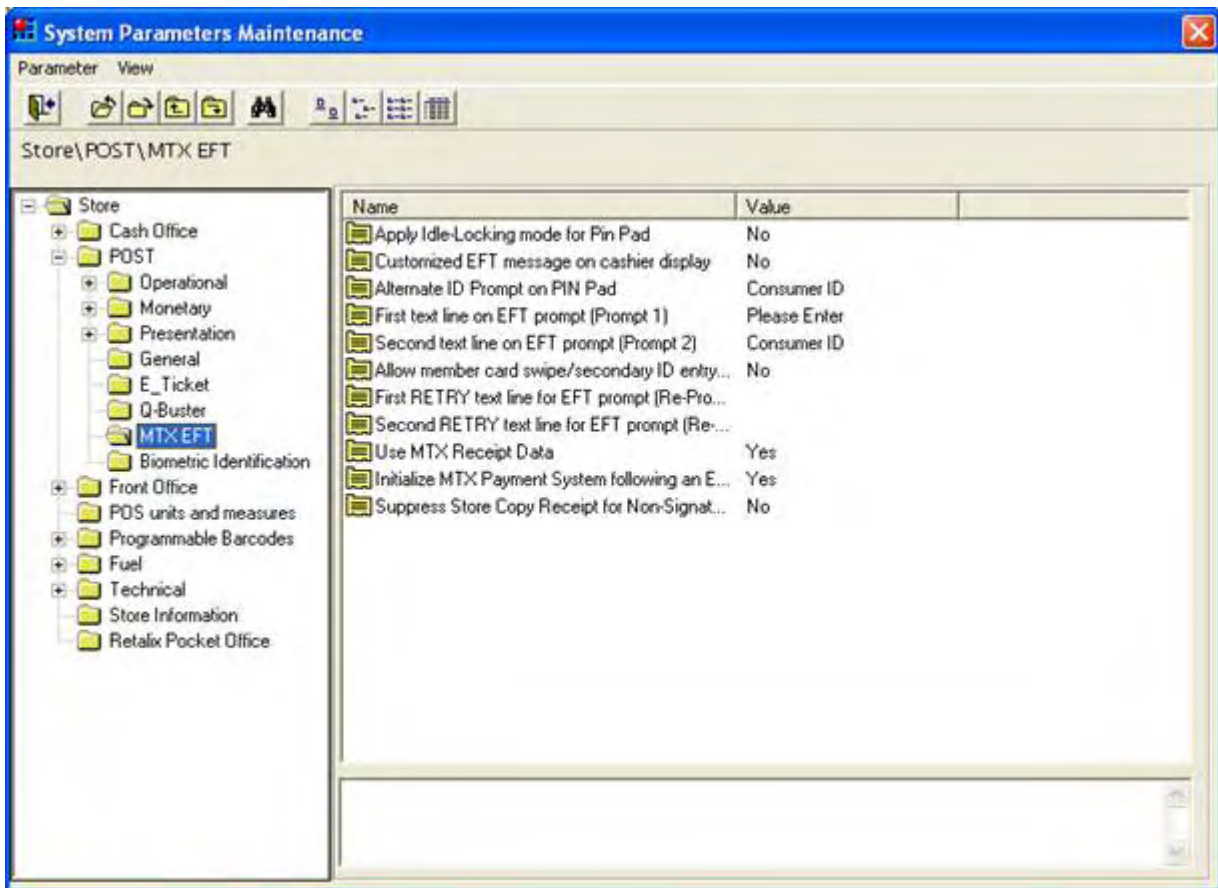 System Parameters Maintenance
Parameter View
Store\POST\MTX EFT
Store
Cash Office
POST
Operational
Monetary
Presentation
General
E_Ticket
Q-Buster
MTX EFT
Biometric Identification
Front Office
POS units and measures
Programmable Barcodes
Fuel
Technical
Store Information
Retalix Pocket Office
Name Value
Apply Idle-Locking mode for Pin Pad No
Customized EFT message on cashier display No
Alternate ID Prompt on PIN Pad Consumer ID
First text line on EFT prompt (Prompt 1) Please Enter
Second text line on EFT prompt (Prompt 2) Consumer ID
Allow member card swipe/secondary ID entry... No
First RETRY text line for EFT prompt (Re-Pro...
Second RETRY text line for EFT prompt (Re-...
Use MTX Receipt Data Yes
Initialize MTX Payment System following an E... Yes
Suppress Store Copy Receipt for Non-Signat... No